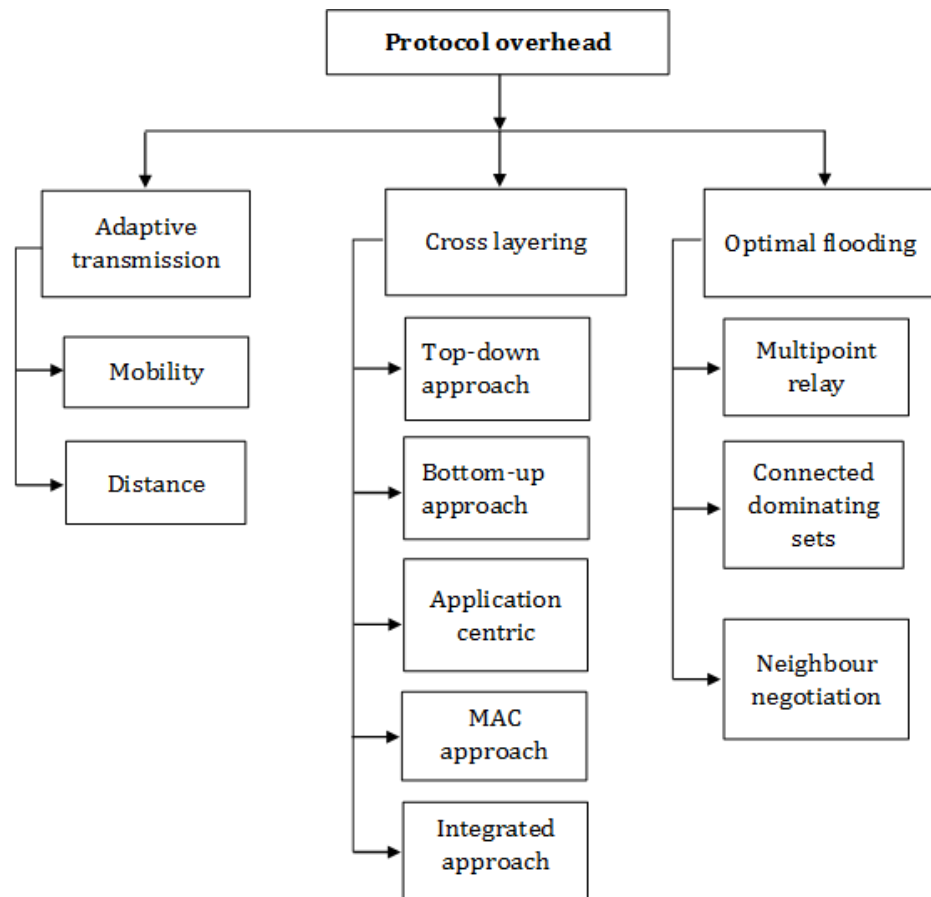 Protocol overhead
Adaptive
transmission
Mobility
Distance
Cross layering
Top-down
approach
Bottom-up
approach
Application
centric
MAC
approach
Integrated
approach
Optimal flooding
Multipoint
relay
Connected
dominating
sets
Neighbour
negotiation